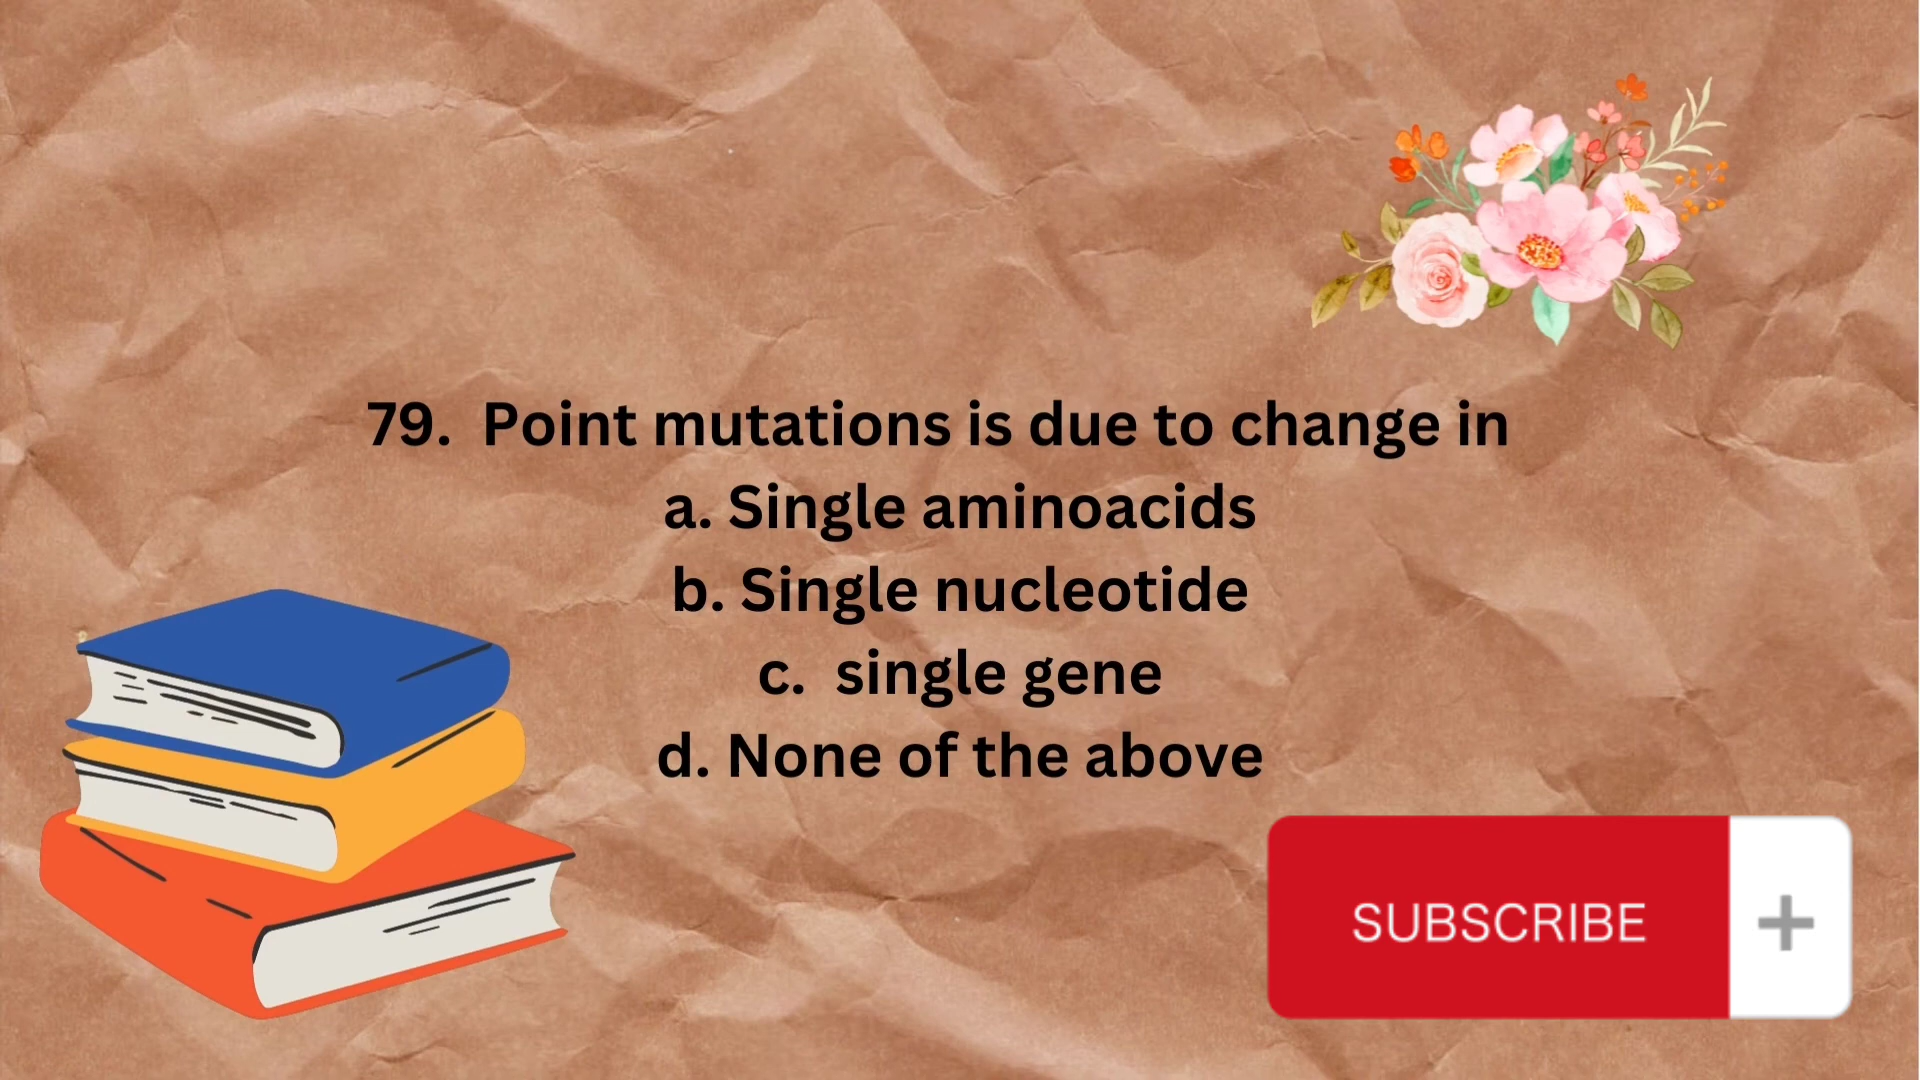 79.  Point mutations is due to change in
a. Single aminoacids
b. Single nucleotide
c.  single gene
d. None of the above
SUBSCRIBE